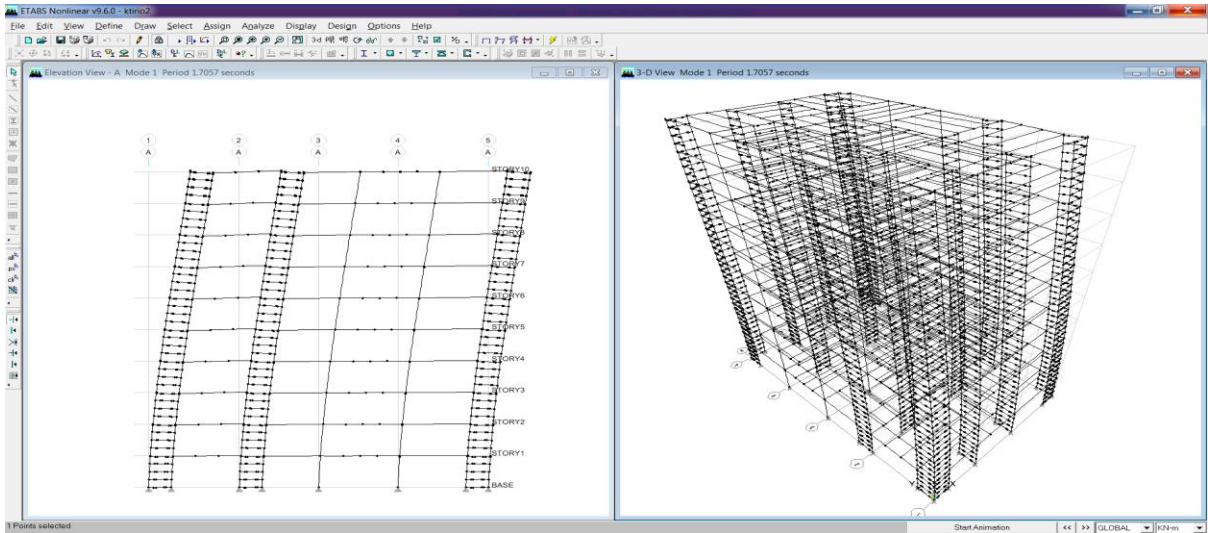 ETABS Nonlinear v9.6.0 - ktirio2
File Edit View Define Draw Select Assign Analyze Display Design Options Help
Elevation View - A Mode 1 Period 1.7057 seconds
3-D View Mode 1 Period 1.7057 seconds
1 2 3 4 5
A A A A A
STORY10
STORY9
STORY8
STORY7
STORY6
STORY5
STORY4
STORY3
STORY2
STORY1
BASE
Y X
1 Points selected
Start Animation << >> GLOBAL KN-m